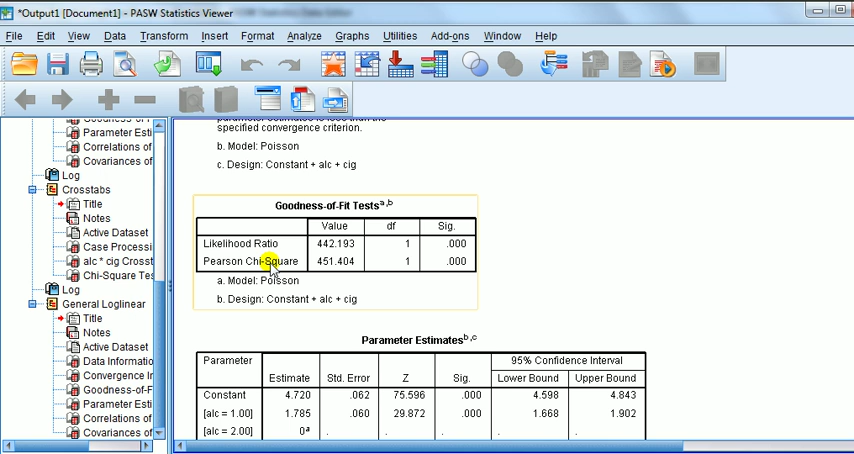 *Output1 [Document1] - PASW Statistics Viewer
File Edit View Data Transform Insert Format Analyze Graphs Utilities Add-ons Window Help
Parameter Esti
Correlations of
Covariances of
Log
Crosstabs
Title
Notes
Active Dataset
Case Processi
alc * cig Crosst
Chi-Square Tes
Log
General Loglinear
Title
Notes
Active Dataset
Data Informatio
Convergence Ir
Goodness-of-F
Parameter Esti
Correlations of
Covariances of
specified convergence criterion.
b. Model: Poisson
c. Design: Constant + alc + cig
Goodness-of-Fit Testsa,b
Value df Sig.
Likelihood Ratio 442.193 1 .000
Pearson Chi-Square 451.404 1 .000
a. Model: Poisson
b. Design: Constant + alc + cig
Parameter Estimatesb,c
Parameter Estimate Std. Error Z Sig. 95% Confidence Interval
Lower Bound Upper Bound
Constant 4.720 .062 75.596 .000 4.598 4.843
[alc = 1.00] 1.785 .060 29.872 .000 1.668 1.902
[alc = 2.00] 0a . . . . .